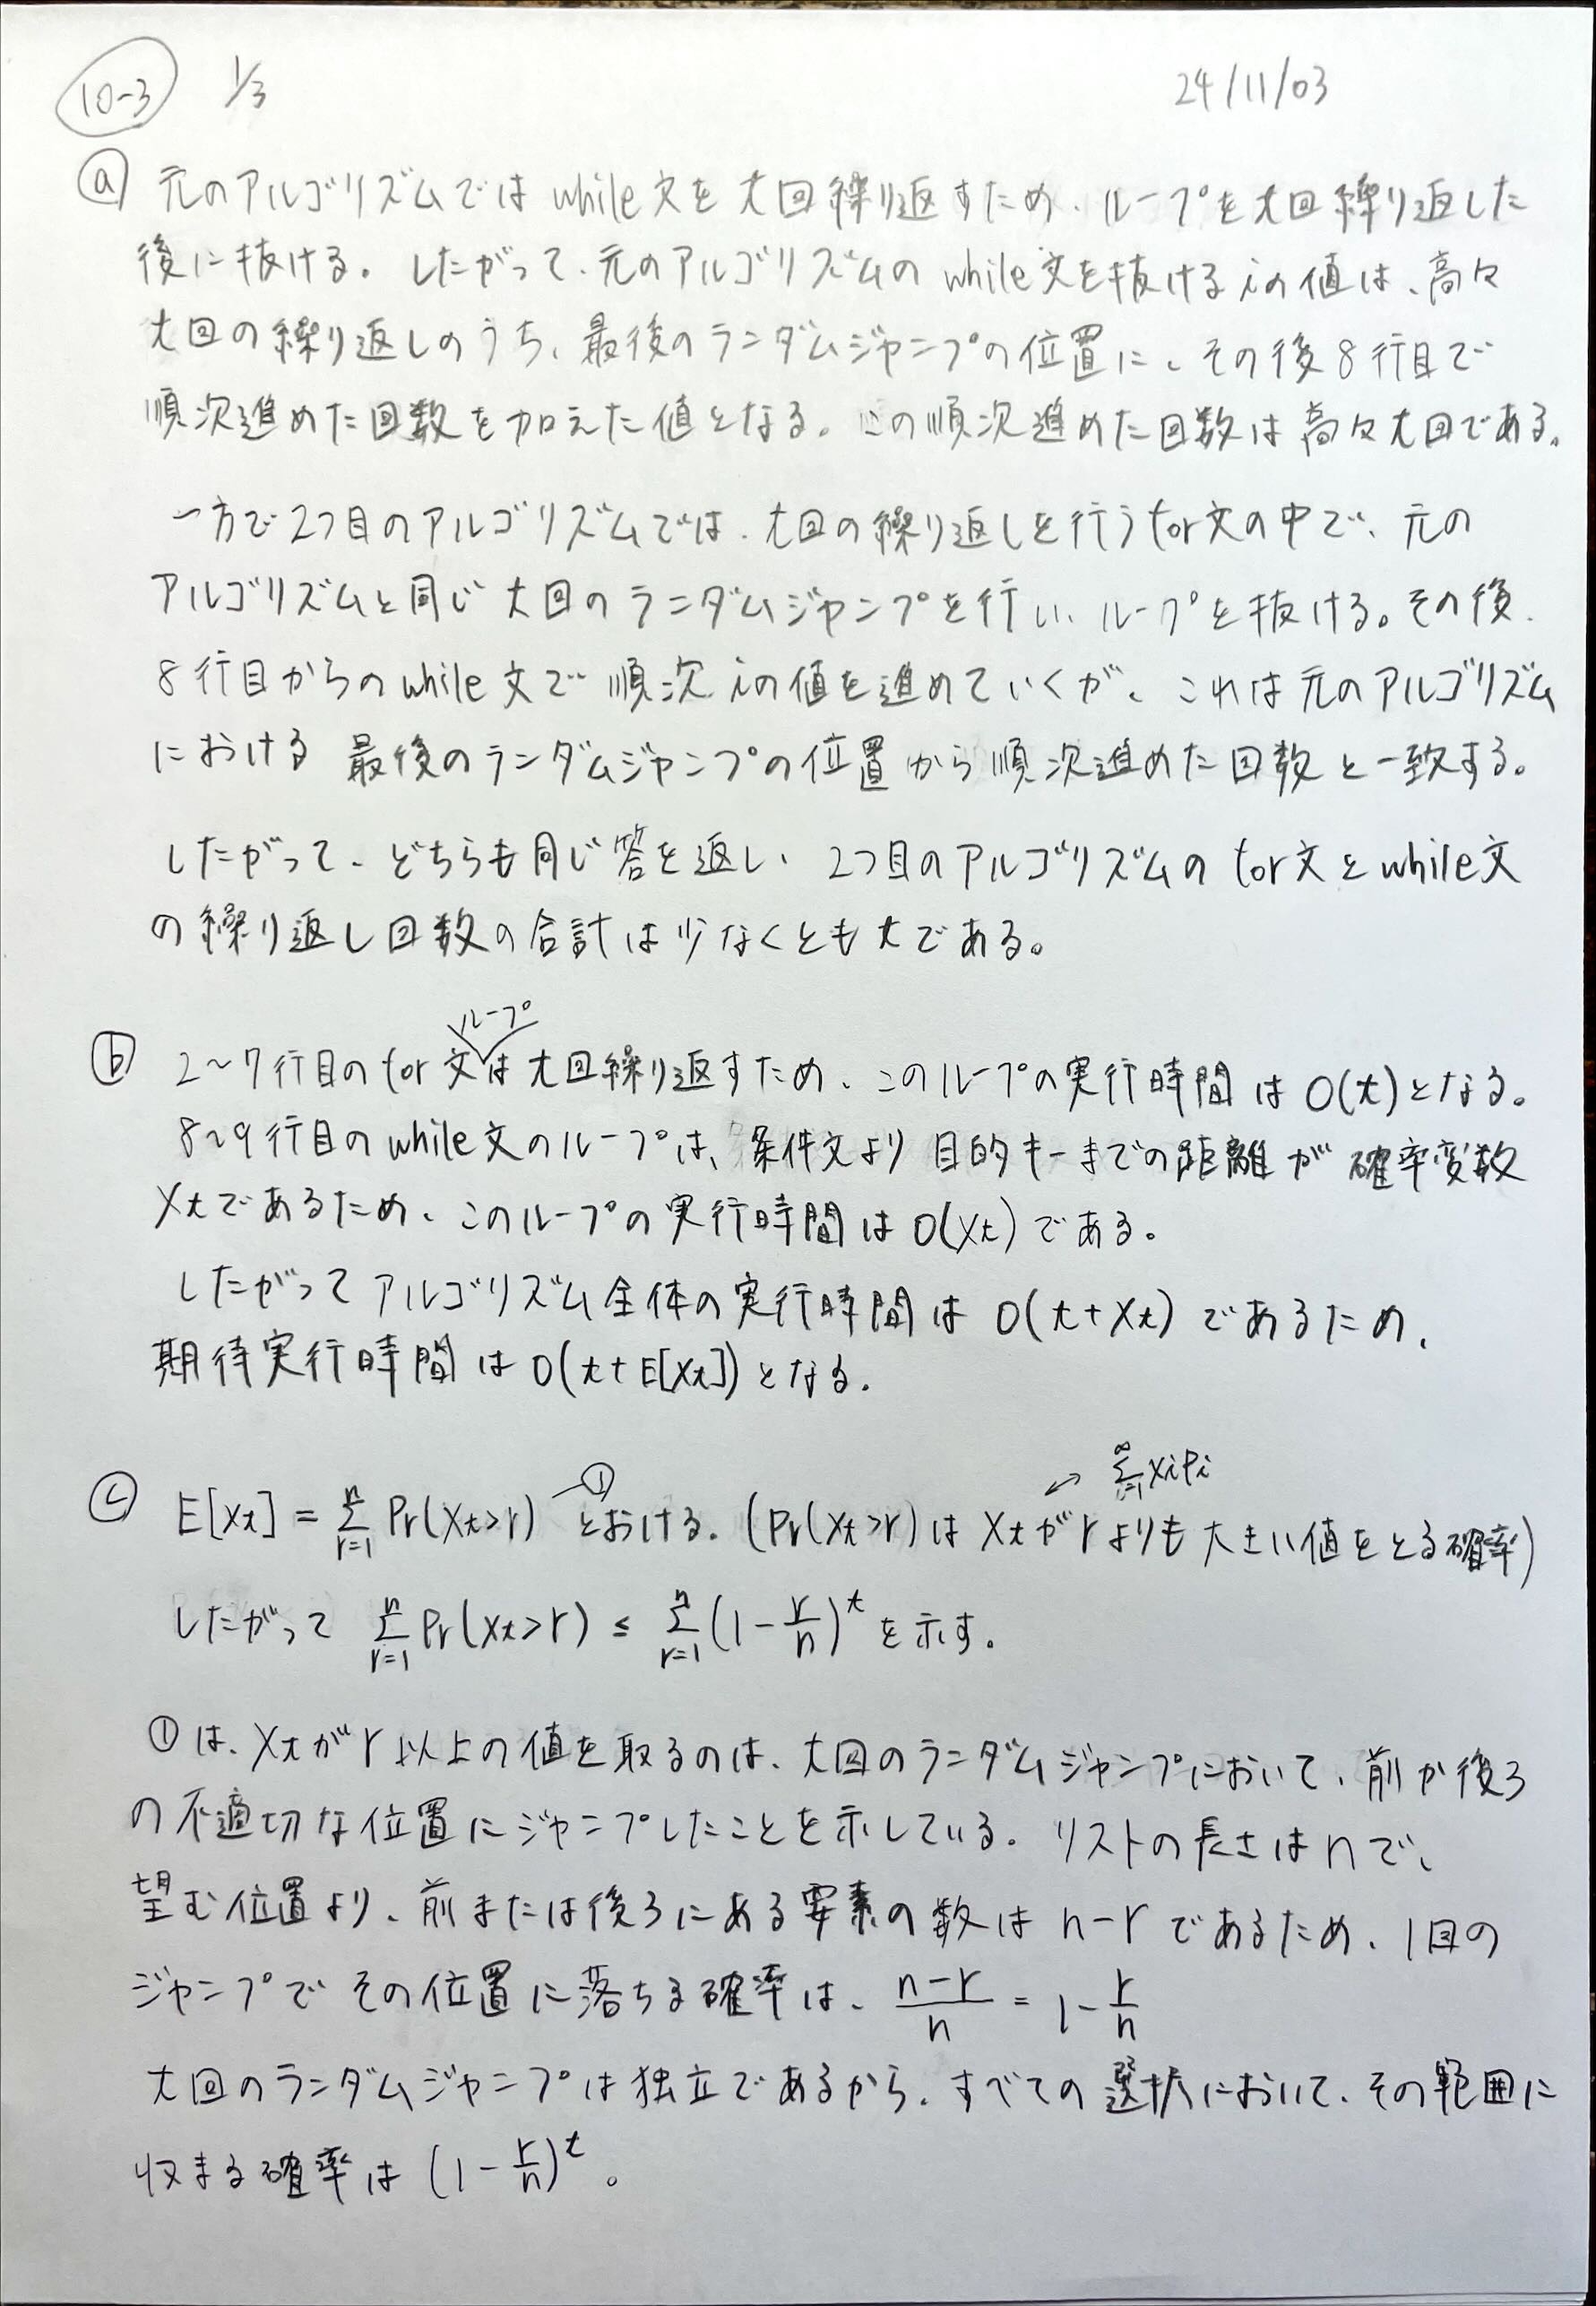 10-3 1/3 24/11/03
ⓐ 元のアルゴリズムでは while文を t回繰り返すため、ループをt回繰り返した
後に抜ける。したがって、元のアルゴリズムの while文を抜ける iの値は、高々
t回の繰り返しのうち、最後のランダムジャンプの位置に、その後8行目で
順次進めた回数を加えた値となる。この順次進めた回数は高々t回である。
一方で2つ目のアルゴリズムでは、t回の繰り返しを行うfor文の中で、元の
アルゴリズムと同じ t回のランダムジャンプを行い、ループを抜ける。その後、
8行目からのwhile文で順次 iの値を進めていくが、これは元のアルゴリズム
における 最後のランダムジャンプの位置から順次進めた回数と一致する。
したがって、どちらも同じ答を返し、2つ目のアルゴリズムの for文とwhile文
の繰り返し回数の合計は少なくともtである。
ループ
ⓑ 2〜7行目のfor文は t回繰り返すため、このループの実行時間は O(t)となる。
8〜9行目のwhile文のループは、条件文より目的キーまでの距離が確率変数
Xtであるため、このループの実行時間はO(Xt)である。
したがってアルゴリズム全体の実行時間は O(t+Xt) であるため、
期待実行時間は O(t+E[Xt])となる。
∞ Σ i=1 xipi
ⓒ E[Xt] = Σ_{r=1}^{n} Pr(Xt>r) ① とおける。(Pr(Xt>r)は Xtがrよりも大きい値をとる確率)
したがって Σ_{r=1}^{n} Pr(Xt>r) ≤ Σ_{r=1}^{n} (1-r/n)^t を示す。
①は、Xtがr以上の値を取るのは、t回のランダムジャンプにおいて、前か後ろ
の不適切な位置にジャンプしたことを示している。リストの長さはnで、
望む位置より、前または後ろにある要素の数は n-r であるため、1回の
ジャンプでその位置に落ちる確率は、(n-r)/n = 1-r/n
t回のランダムジャンプは独立であるから、すべての選択において、その範囲に
収まる確率は (1-r/n)^t。